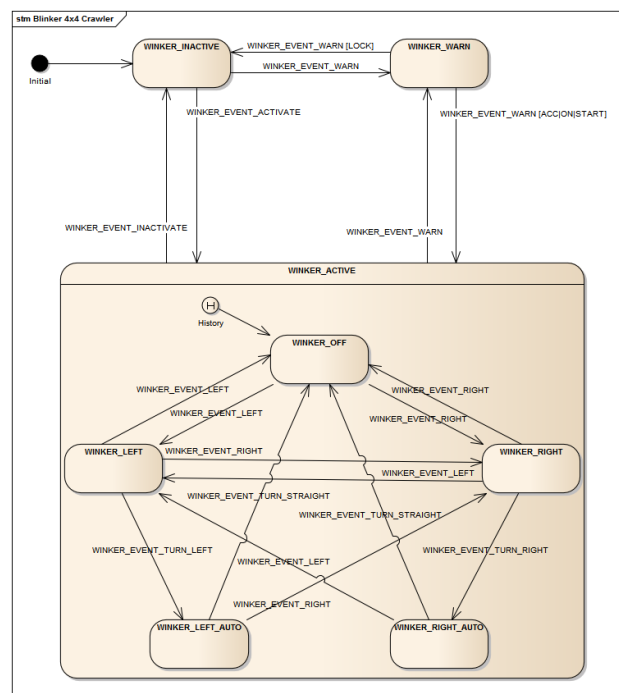 stm Blinker 4x4 Crawler
WINKER_INACTIVE
WINKER_EVENT_WARN [LOCK]
WINKER_WARN
WINKER_EVENT_WARN
Initial
WINKER_EVENT_ACTIVATE
WINKER_EVENT_WARN [ACC|ON|START]
WINKER_EVENT_INACTIVATE
WINKER_EVENT_WARN
WINKER_ACTIVE
H
History
WINKER_OFF
WINKER_EVENT_LEFT
WINKER_EVENT_RIGHT
WINKER_EVENT_LEFT
WINKER_EVENT_RIGHT
WINKER_LEFT
WINKER_EVENT_RIGHT
WINKER_RIGHT
WINKER_EVENT_LEFT
WINKER_EVENT_TURN_STRAIGHT
WINKER_EVENT_TURN_STRAIGHT
WINKER_EVENT_TURN_LEFT
WINKER_EVENT_LEFT
WINKER_EVENT_TURN_RIGHT
WINKER_EVENT_RIGHT
WINKER_LEFT_AUTO
WINKER_RIGHT_AUTO